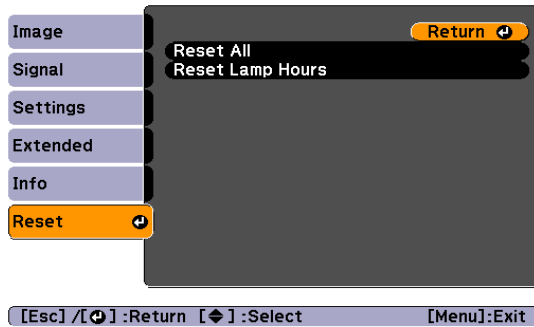 Image
Signal
Settings
Extended
Info
Reset
Return
Reset All
Reset Lamp Hours
[Esc] /[ ] :Return [ ] :Select [Menu]:Exit